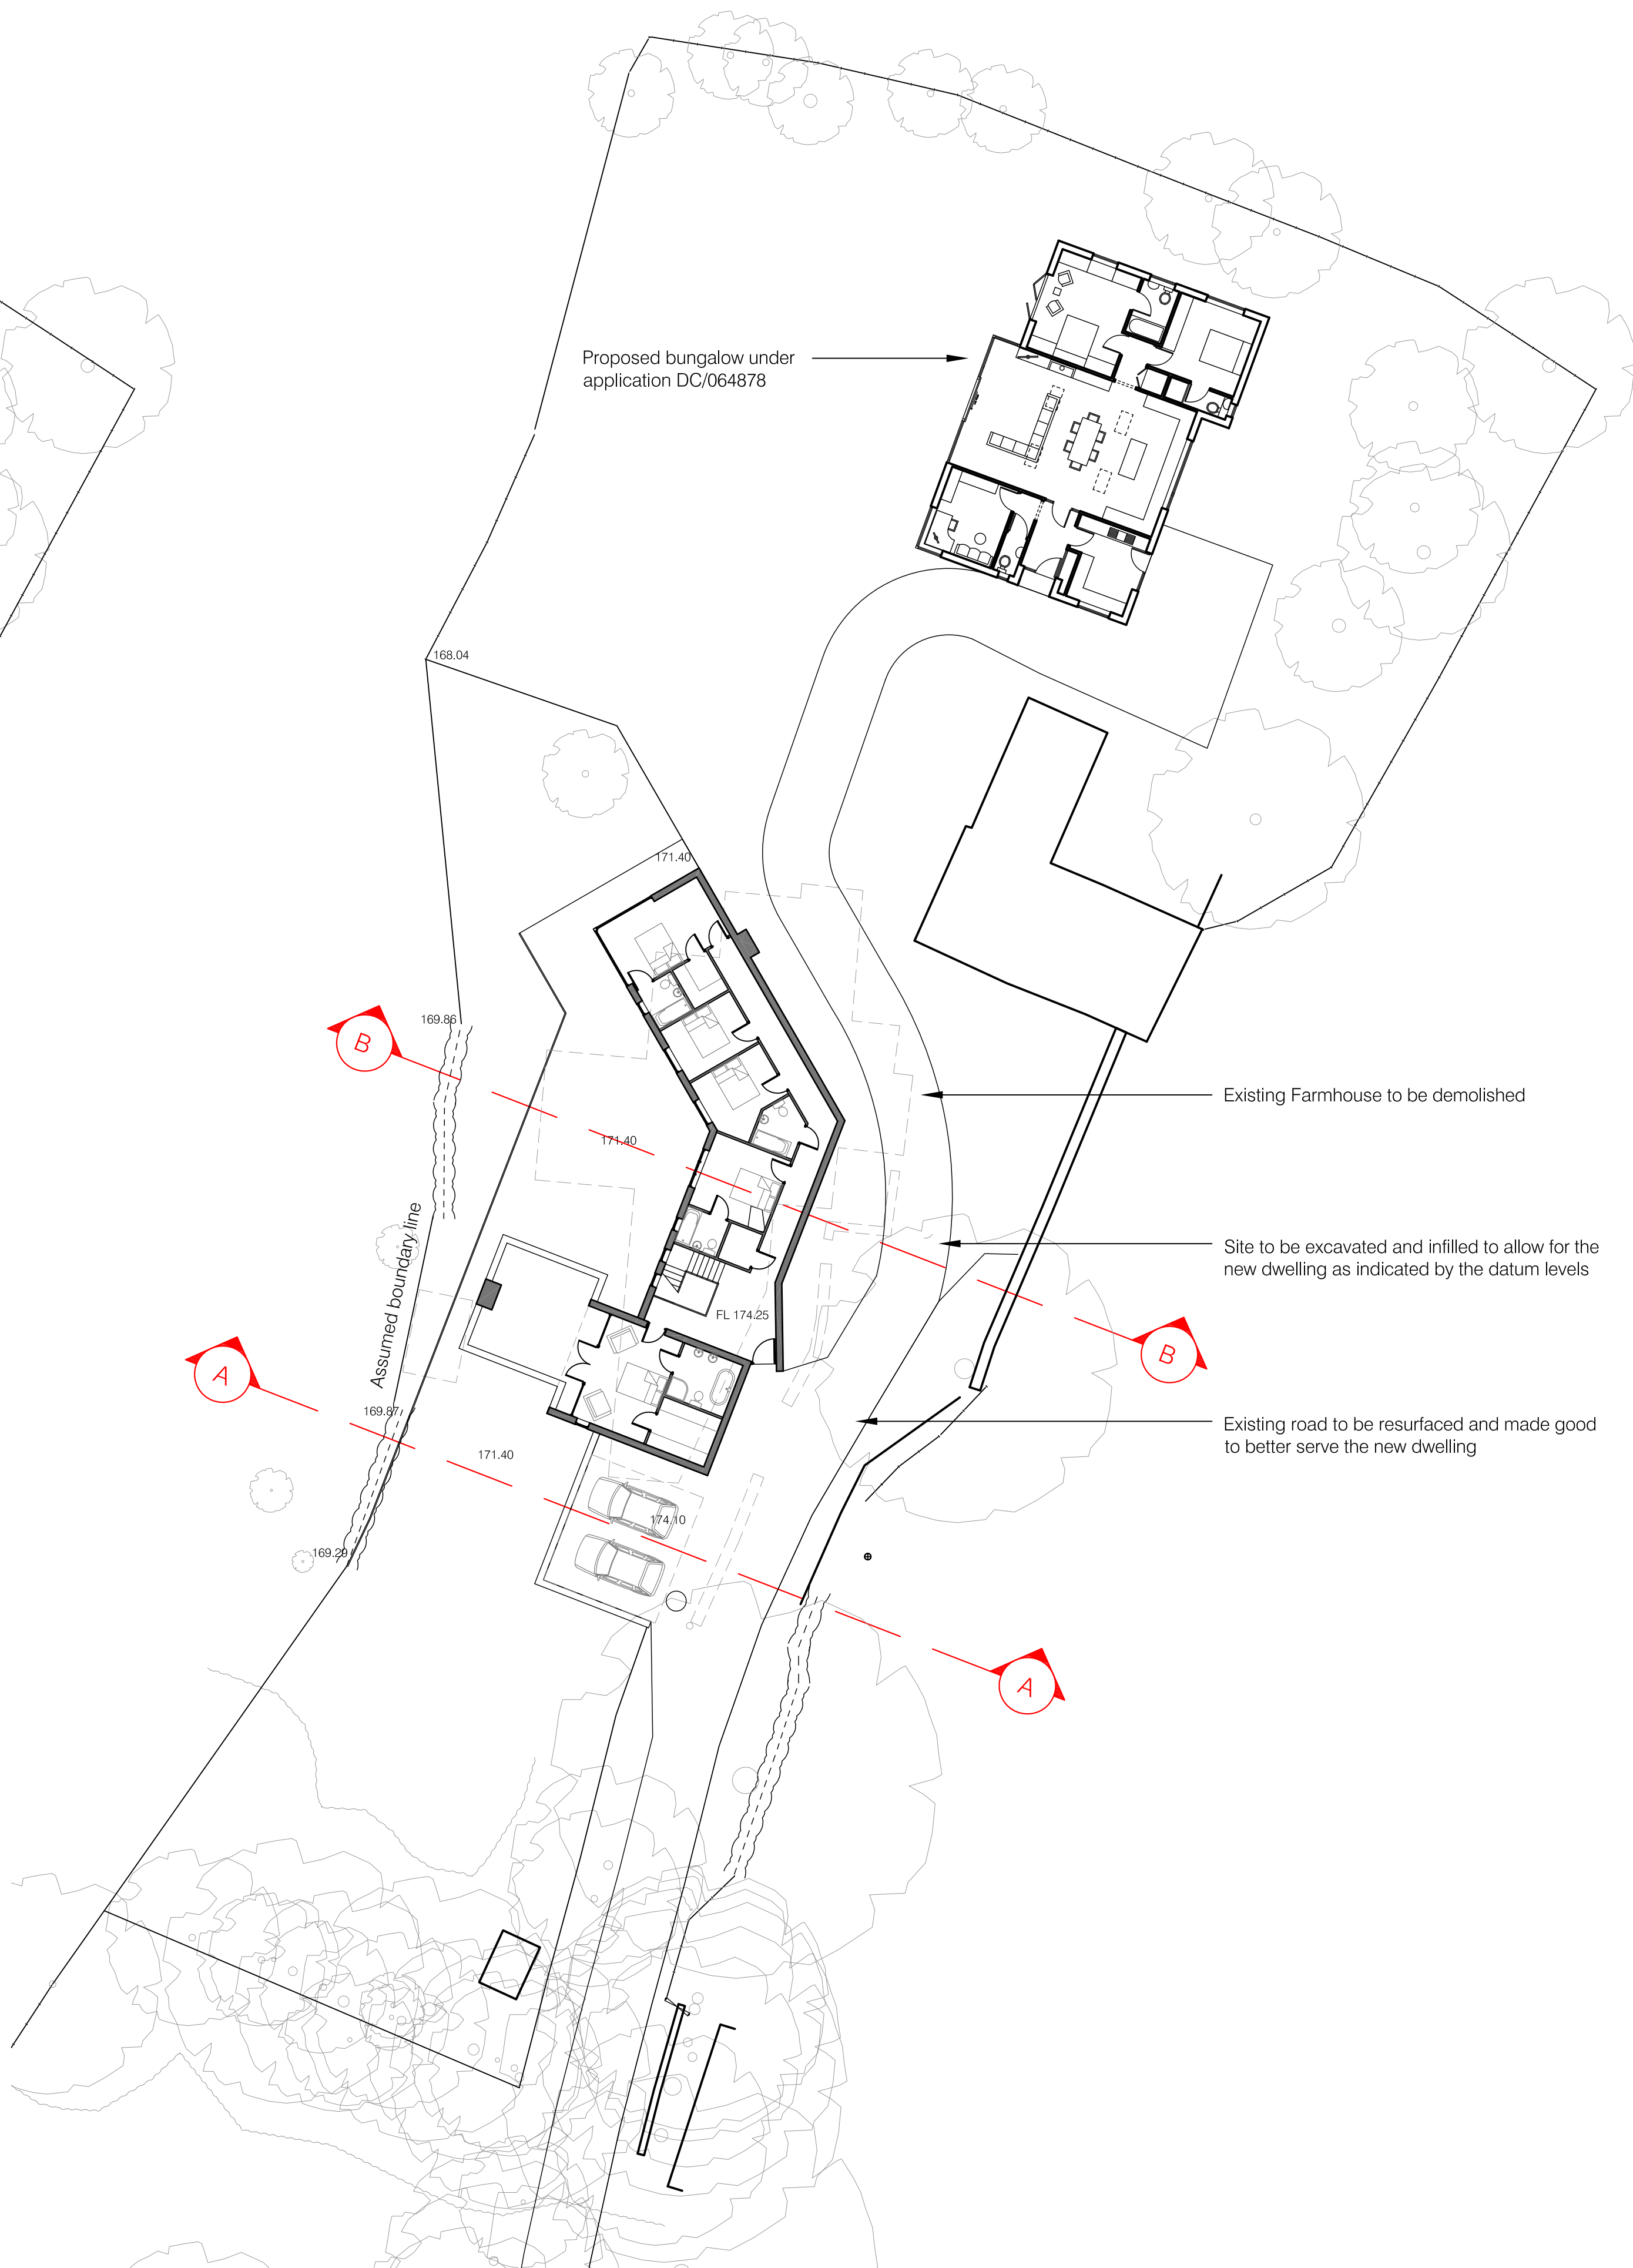 Proposed bungalow under
application DC/064878
168.04
171.40
169.86
B
Existing Farmhouse to be demolished
171.40
Assumed boundary line
Site to be excavated and infilled to allow for the
new dwelling as indicated by the datum levels
FL 174.25
B
A
169.87
Existing road to be resurfaced and made good
to better serve the new dwelling
171.40
174.10
169.29
A